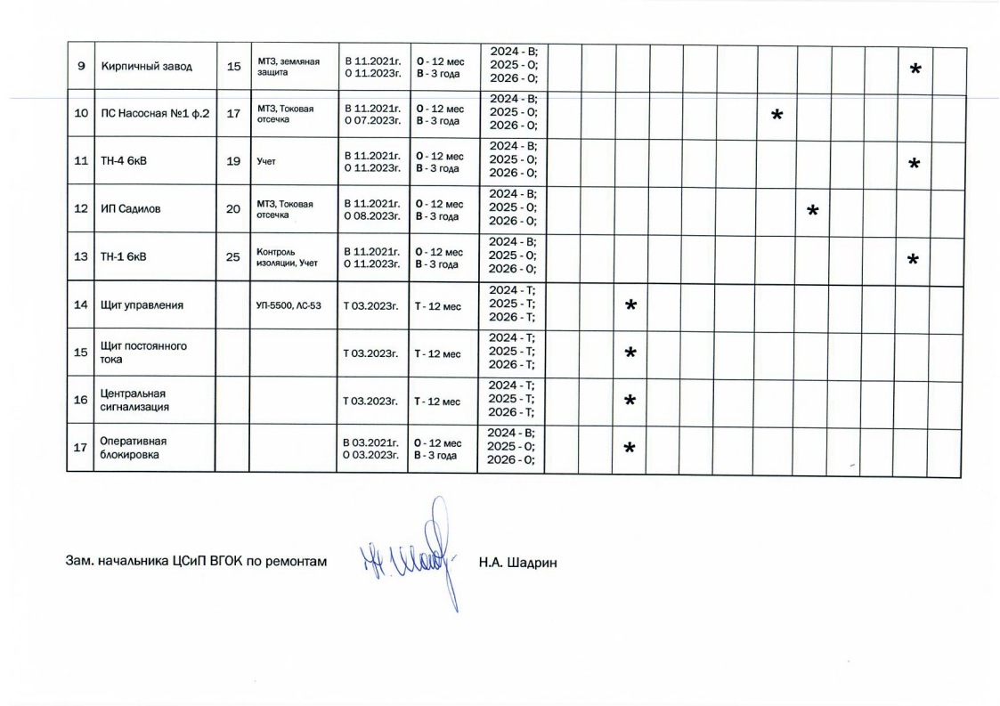 9 Кирпичный завод 15 МТЗ, земляная защита В 11.2021г. О 11.2023г. О - 12 мес В - 3 года 2024 - В; 2025 - О; 2026 - О; *
10 ПС Насосная №1 ф.2 17 МТЗ, Токовая отсечка В 11.2021г. О 07.2023г. О - 12 мес В - 3 года 2024 - В; 2025 - О; 2026 - О; *
11 ТН-4 6кВ 19 Учет В 11.2021г. О 11.2023г. О - 12 мес В - 3 года 2024 - В; 2025 - О; 2026 - О; *
12 ИП Садилов 20 МТЗ, Токовая отсечка В 11.2021г. О 08.2023г. О - 12 мес В - 3 года 2024 - В; 2025 - О; 2026 - О; *
13 ТН-1 6кВ 25 Контроль изоляции, Учет В 11.2021г. О 11.2023г. О - 12 мес В - 3 года 2024 - В; 2025 - О; 2026 - О; *
14 Щит управления УП-5500, ЛС-53 Т 03.2023г. Т - 12 мес 2024 - Т; 2025 - Т; 2026 - Т; *
15 Щит постоянного тока Т 03.2023г. Т - 12 мес 2024 - Т; 2025 - Т; 2026 - Т; *
16 Центральная сигнализация Т 03.2023г. Т - 12 мес 2024 - Т; 2025 - Т; 2026 - Т; *
17 Оперативная блокировка В 03.2021г. О 03.2023г. О - 12 мес В - 3 года 2024 - В; 2025 - О; 2026 - О; *
Зам. начальника ЦСиП ВГОК по ремонтам Н.А. Шадрин